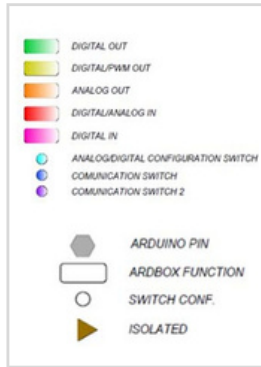 DIGITAL OUT
DIGITAL/PWM OUT
ANALOG OUT
DIGITAL/ANALOG IN
DIGITAL IN
ANALOG/DIGITAL CONFIGURATION SWITCH
COMUNICATION SWITCH
COMUNICATION SWITCH 2
ARDUINO PIN
ARDBOX FUNCTION
SWITCH CONF.
ISOLATED